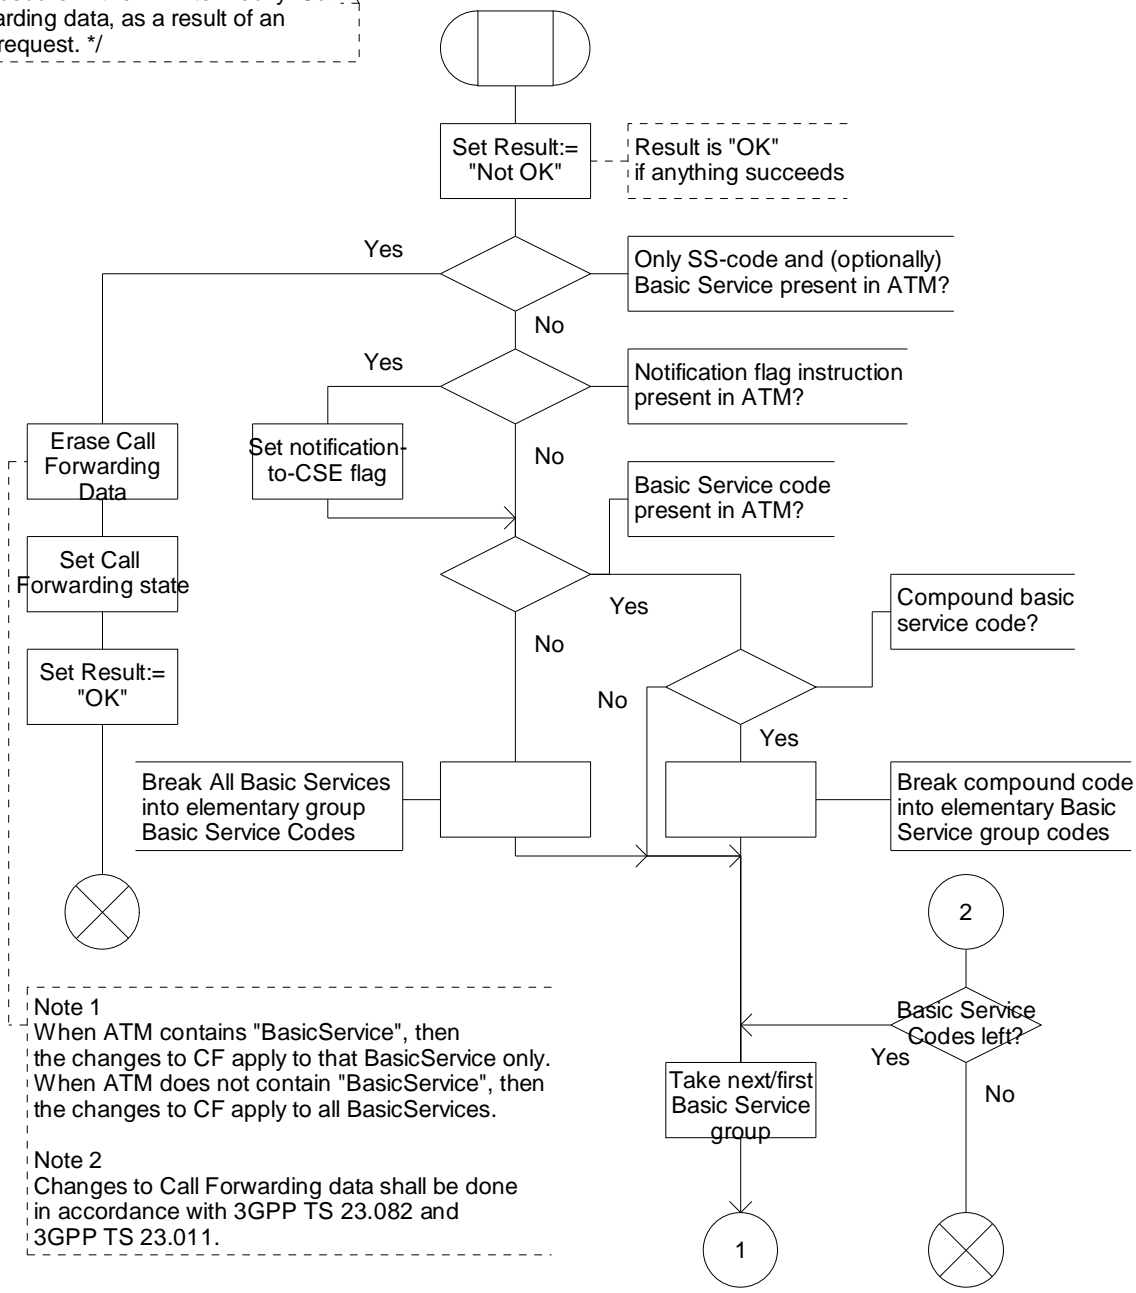 arding data, as a result of an
request. */
Set Result:=
"Not OK"
Result is "OK"
if anything succeeds
Yes
Only SS-code and (optionally)
Basic Service present in ATM?
No
Yes
Notification flag instruction
present in ATM?
Erase Call
Forwarding
Data
Set notification-
to-CSE flag
No
Basic Service code
present in ATM?
Set Call
Forwarding state
Yes
Compound basic
service code?
No
Set Result:=
"OK"
No
Yes
Break All Basic Services
into elementary group
Basic Service Codes
Break compound code
into elementary Basic
Service group codes
2
Note 1
When ATM contains "BasicService", then
the changes to CF apply to that BasicService only.
When ATM does not contain "BasicService", then
the changes to CF apply to all BasicServices.
Note 2
Changes to Call Forwarding data shall be done
in accordance with 3GPP TS 23.082 and
3GPP TS 23.011.
Basic Service
Codes left?
Yes
No
Take next/first
Basic Service
group
1